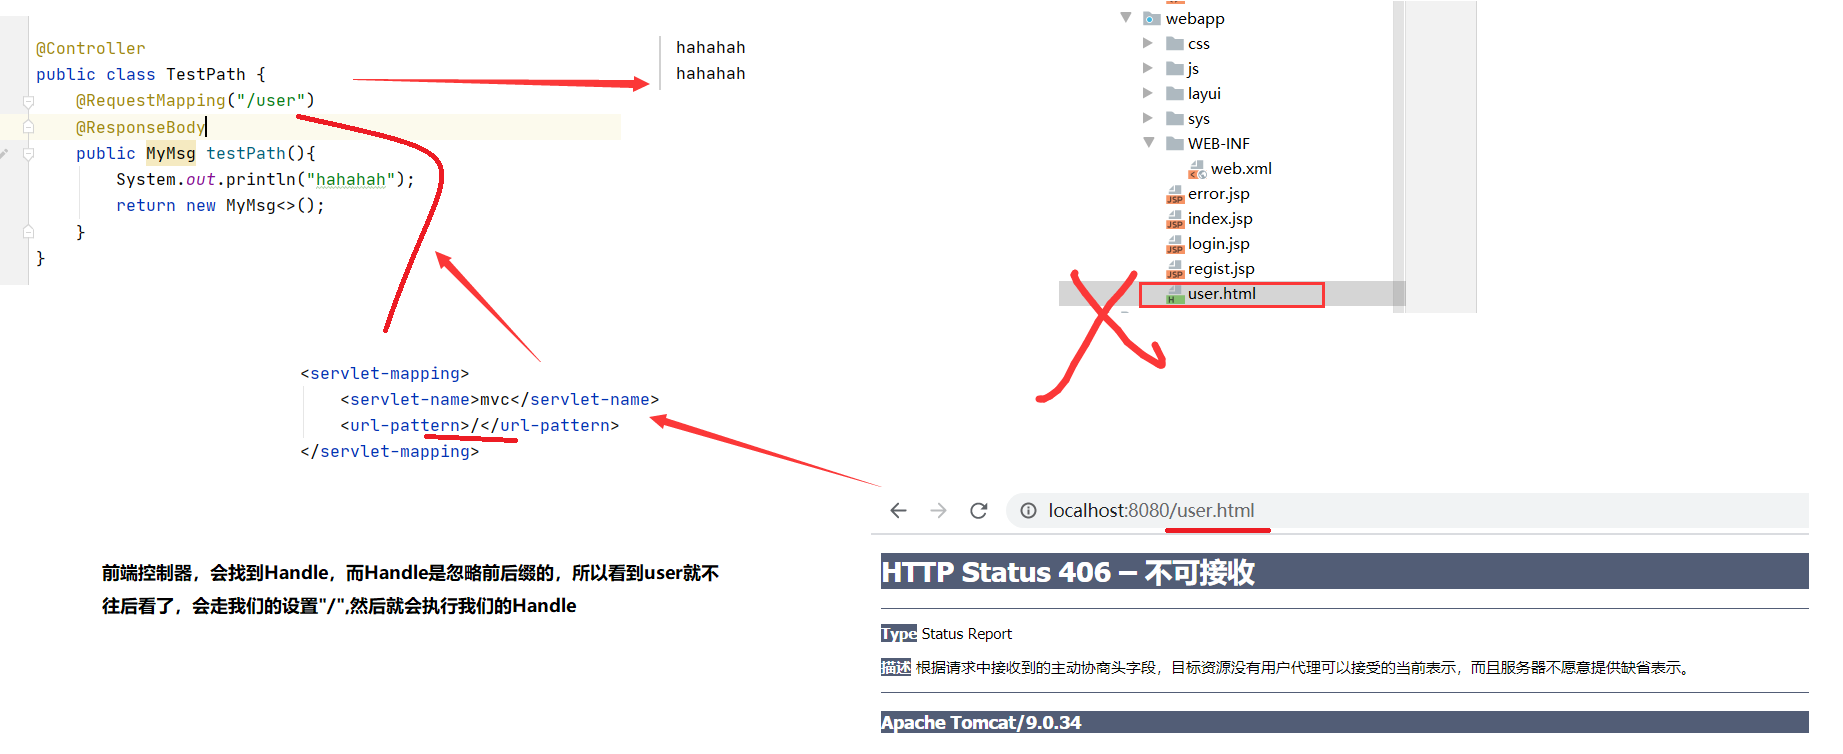 @Controller
public class TestPath {
@RequestMapping("/user")
@ResponseBody
public MyMsg testPath(){
System.out.println("hahahah");
return new MyMsg<>();
}
}
hahahah
hahahah
webapp
css
js
layui
sys
WEB-INF
web.xml
error.jsp
index.jsp
login.jsp
regist.jsp
user.html
<servlet-mapping>
<servlet-name>mvc</servlet-name>
<url-pattern>/</url-pattern>
</servlet-mapping>
前端控制器，会找到Handle，而Handle是忽略前后缀的，所以看到user就不
往后看了，会走我们的设置"/",然后就会执行我们的Handle
localhost:8080/user.html
HTTP Status 406 – 不可接收
Type Status Report
描述 根据请求中接收到的主动协商头字段，目标资源没有用户代理可以接受的当前表示，而且服务器不愿意提供缺省表示。
Apache Tomcat/9.0.34